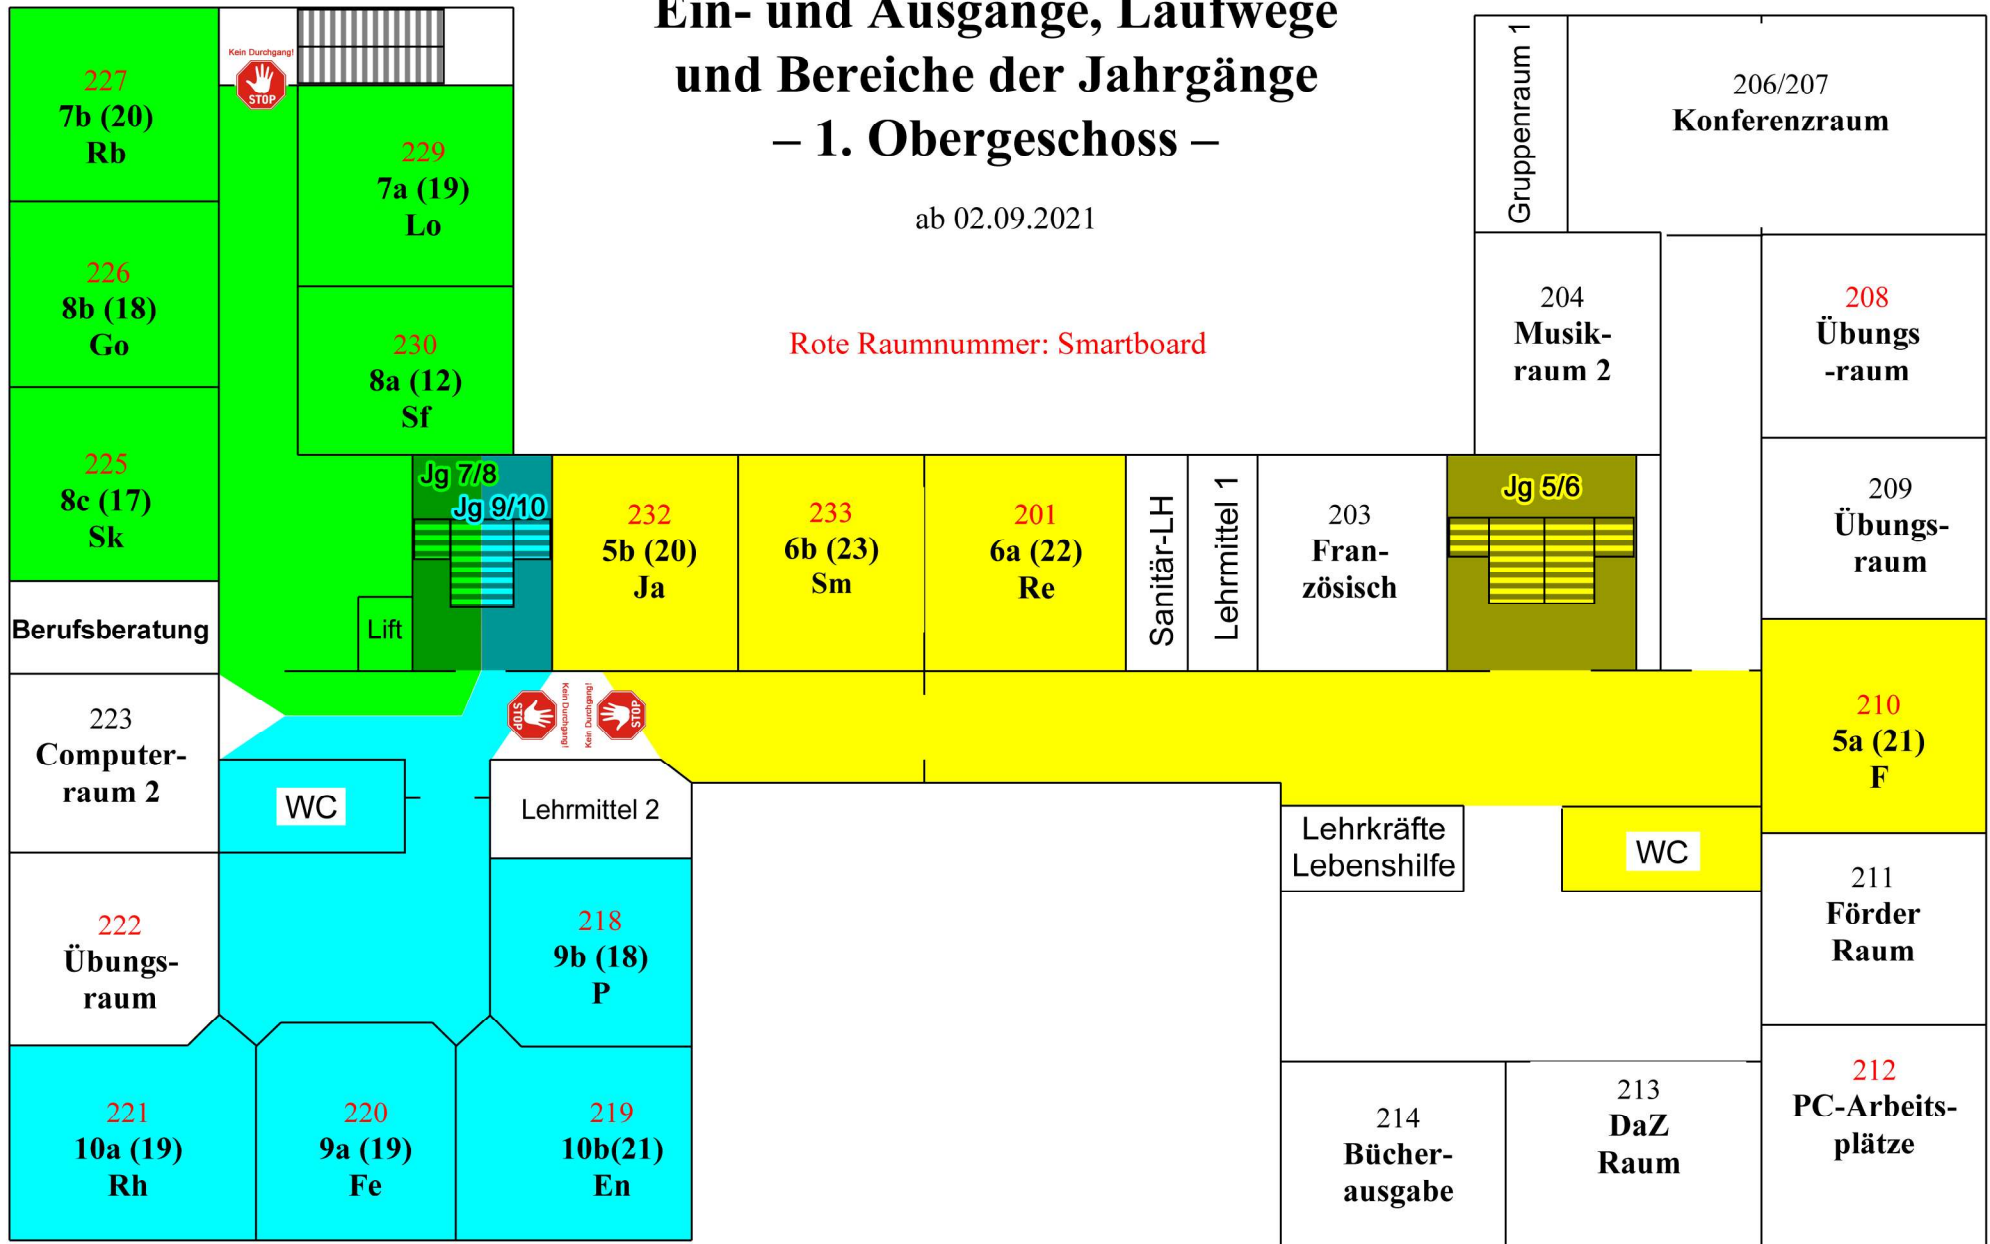 Ein- und Ausgänge, Laufwege
und Bereiche der Jahrgänge
– 1. Obergeschoss –
ab 02.09.2021
Rote Raumnummer: Smartboard
227
7b (20)
Rb
Kein Durchgang!
STOP
229
7a (19)
Lo
226
8b (18)
Go
230
8a (12)
Sf
225
8c (17)
Sk
Berufsberatung
Lift
Jg 7/8
Jg 9/10
232
5b (20)
Ja
233
6b (23)
Sm
201
6a (22)
Re
Sanitär-LH
Lehrmittel 1
203
Fran-
zösisch
Jg 5/6
Gruppenraum 1
206/207
Konferenzraum
204
Musik-
raum 2
208
Übungs
-raum
209
Übungs-
raum
210
5a (21)
F
STOP
Kein Durchgang!
Kein Durchgang!
STOP
223
Computer-
raum 2
WC
Lehrmittel 2
222
Übungs-
raum
218
9b (18)
P
221
10a (19)
Rh
220
9a (19)
Fe
219
10b(21)
En
Lehrkräfte
Lebenshilfe
WC
211
Förder
Raum
214
Bücher-
ausgabe
213
DaZ
Raum
212
PC-Arbeits-
plätze